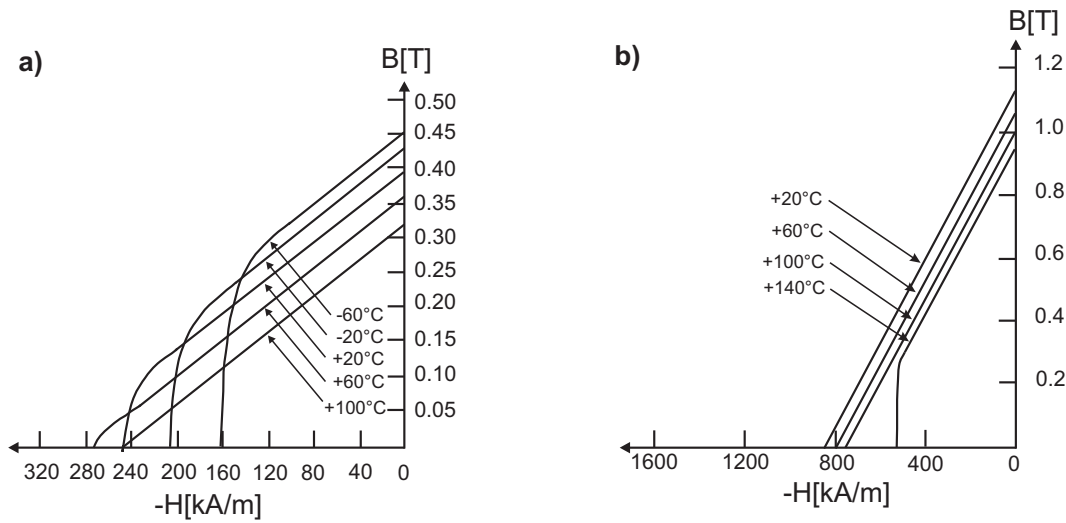 a)
B[T]
0.50
0.45
0.40
0.35
0.30
0.25
0.20
0.15
0.10
0.05
-60°C
-20°C
+20°C
+60°C
+100°C
320 280 240 200 160 120 80 40 0
-H[kA/m]
b)
B[T]
1.2
1.0
0.8
0.6
0.4
0.2
+20°C
+60°C
+100°C
+140°C
1600 1200 800 400 0
-H[kA/m]